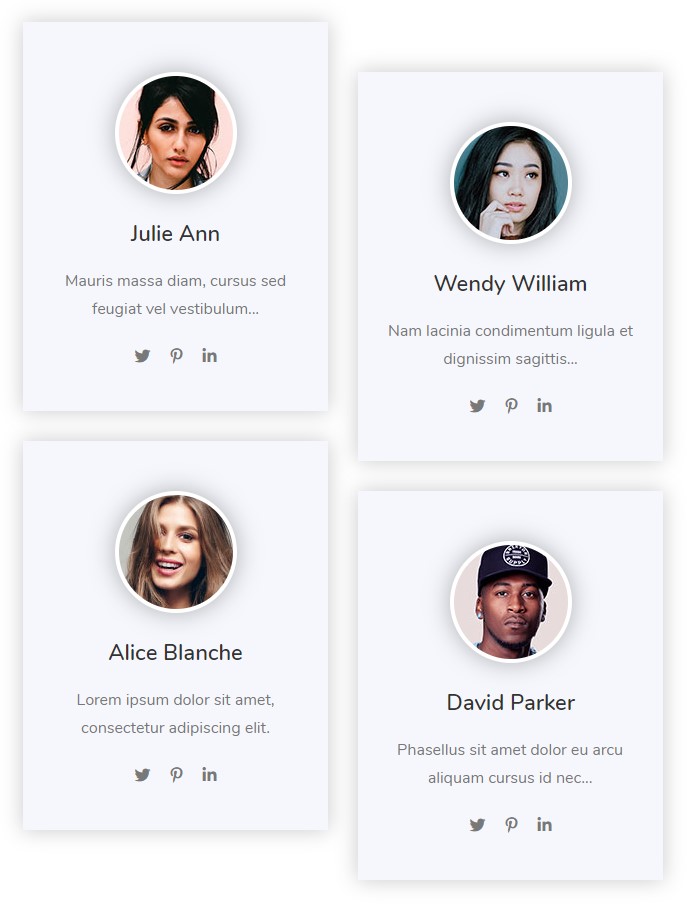 Julie Ann
Mauris massa diam, cursus sed
feugiat vel vestibulum...
in
Wendy William
Nam lacinia condimentum ligula et
dignissim sagittis...
in
Alice Blanche
Lorem ipsum dolor sit amet,
consectetur adipiscing elit.
in
David Parker
Phasellus sit amet dolor eu arcu
aliquam cursus id nec...
in